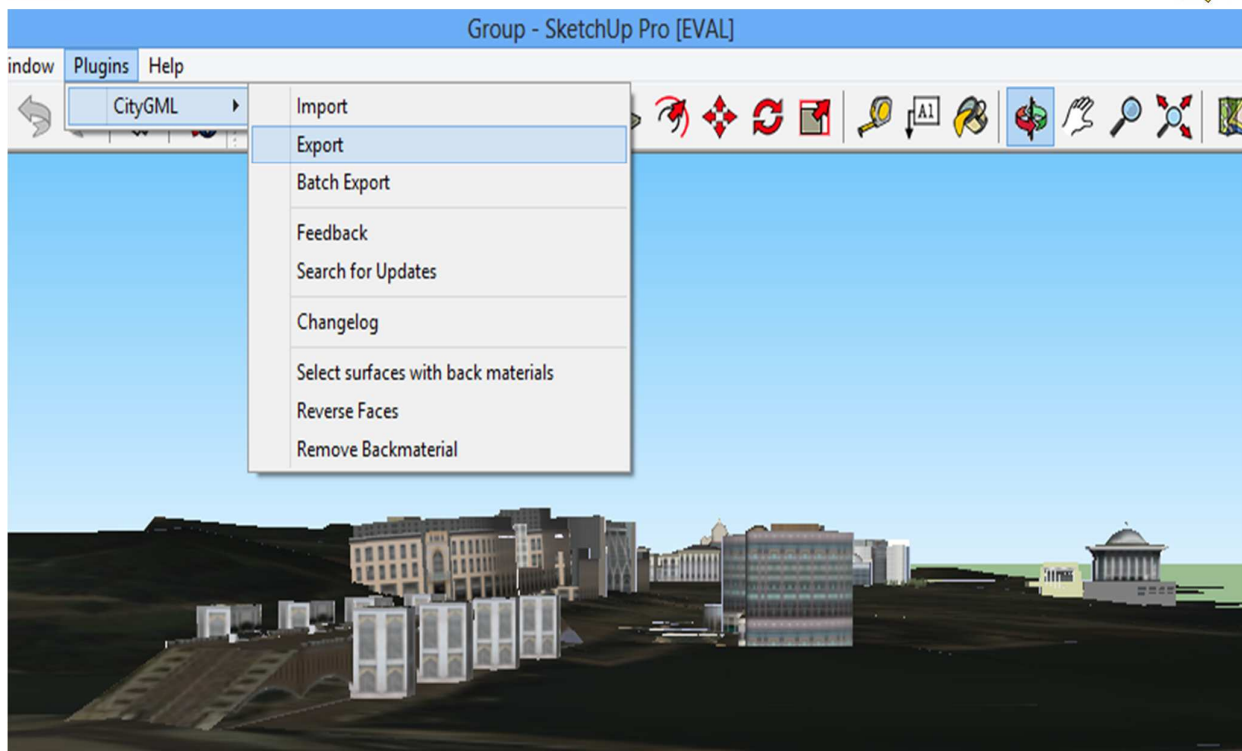 Group - SketchUp Pro [EVAL]
indow Plugins Help
CityGML
Import
Export
Batch Export
Feedback
Search for Updates
Changelog
Select surfaces with back materials
Reverse Faces
Remove Backmaterial
A1